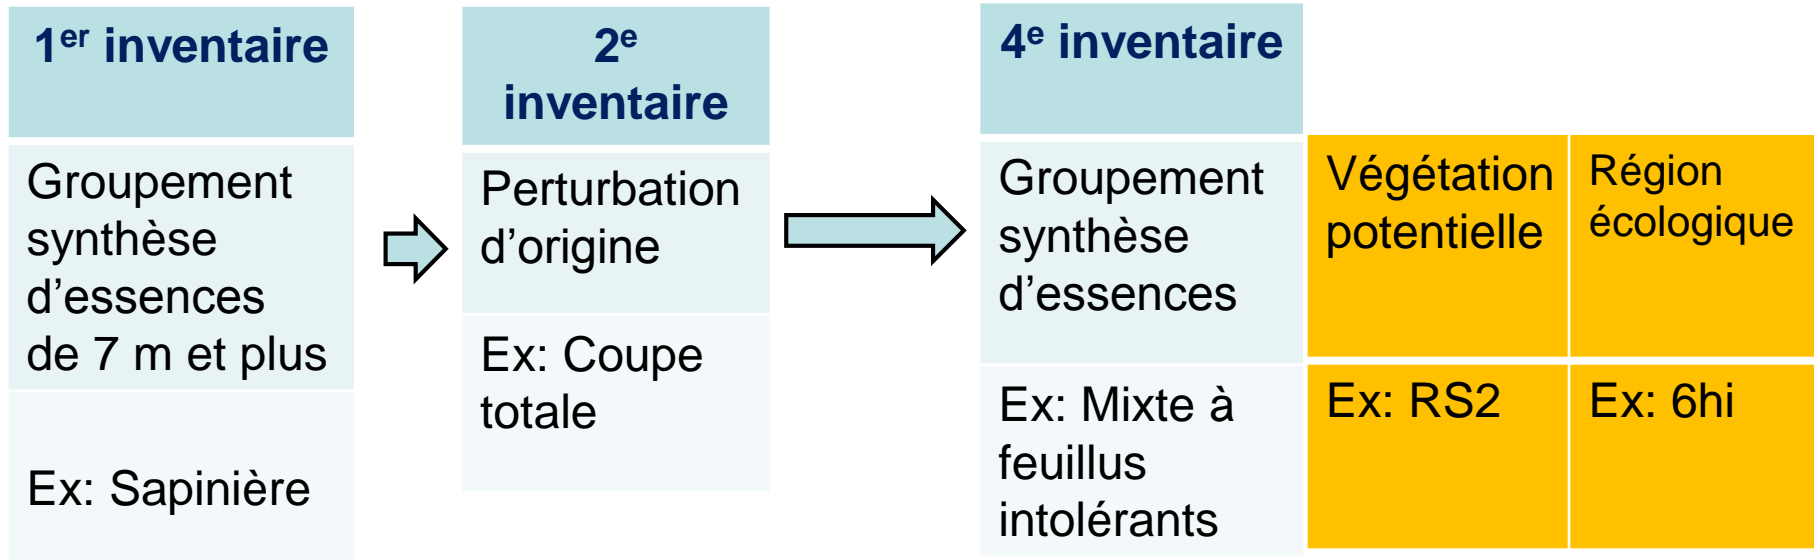 1er inventaire
Groupement
synthèse
d'essences
de 7 m et plus
Ex: Sapinière
2e
inventaire
Perturbation
d'origine
Ex: Coupe
totale
4e inventaire
Groupement
synthèse
d'essences
Ex: Mixte à
feuillus
intolérants
Végétation
potentielle
Ex: RS2
Région
écologique
Ex: 6hi